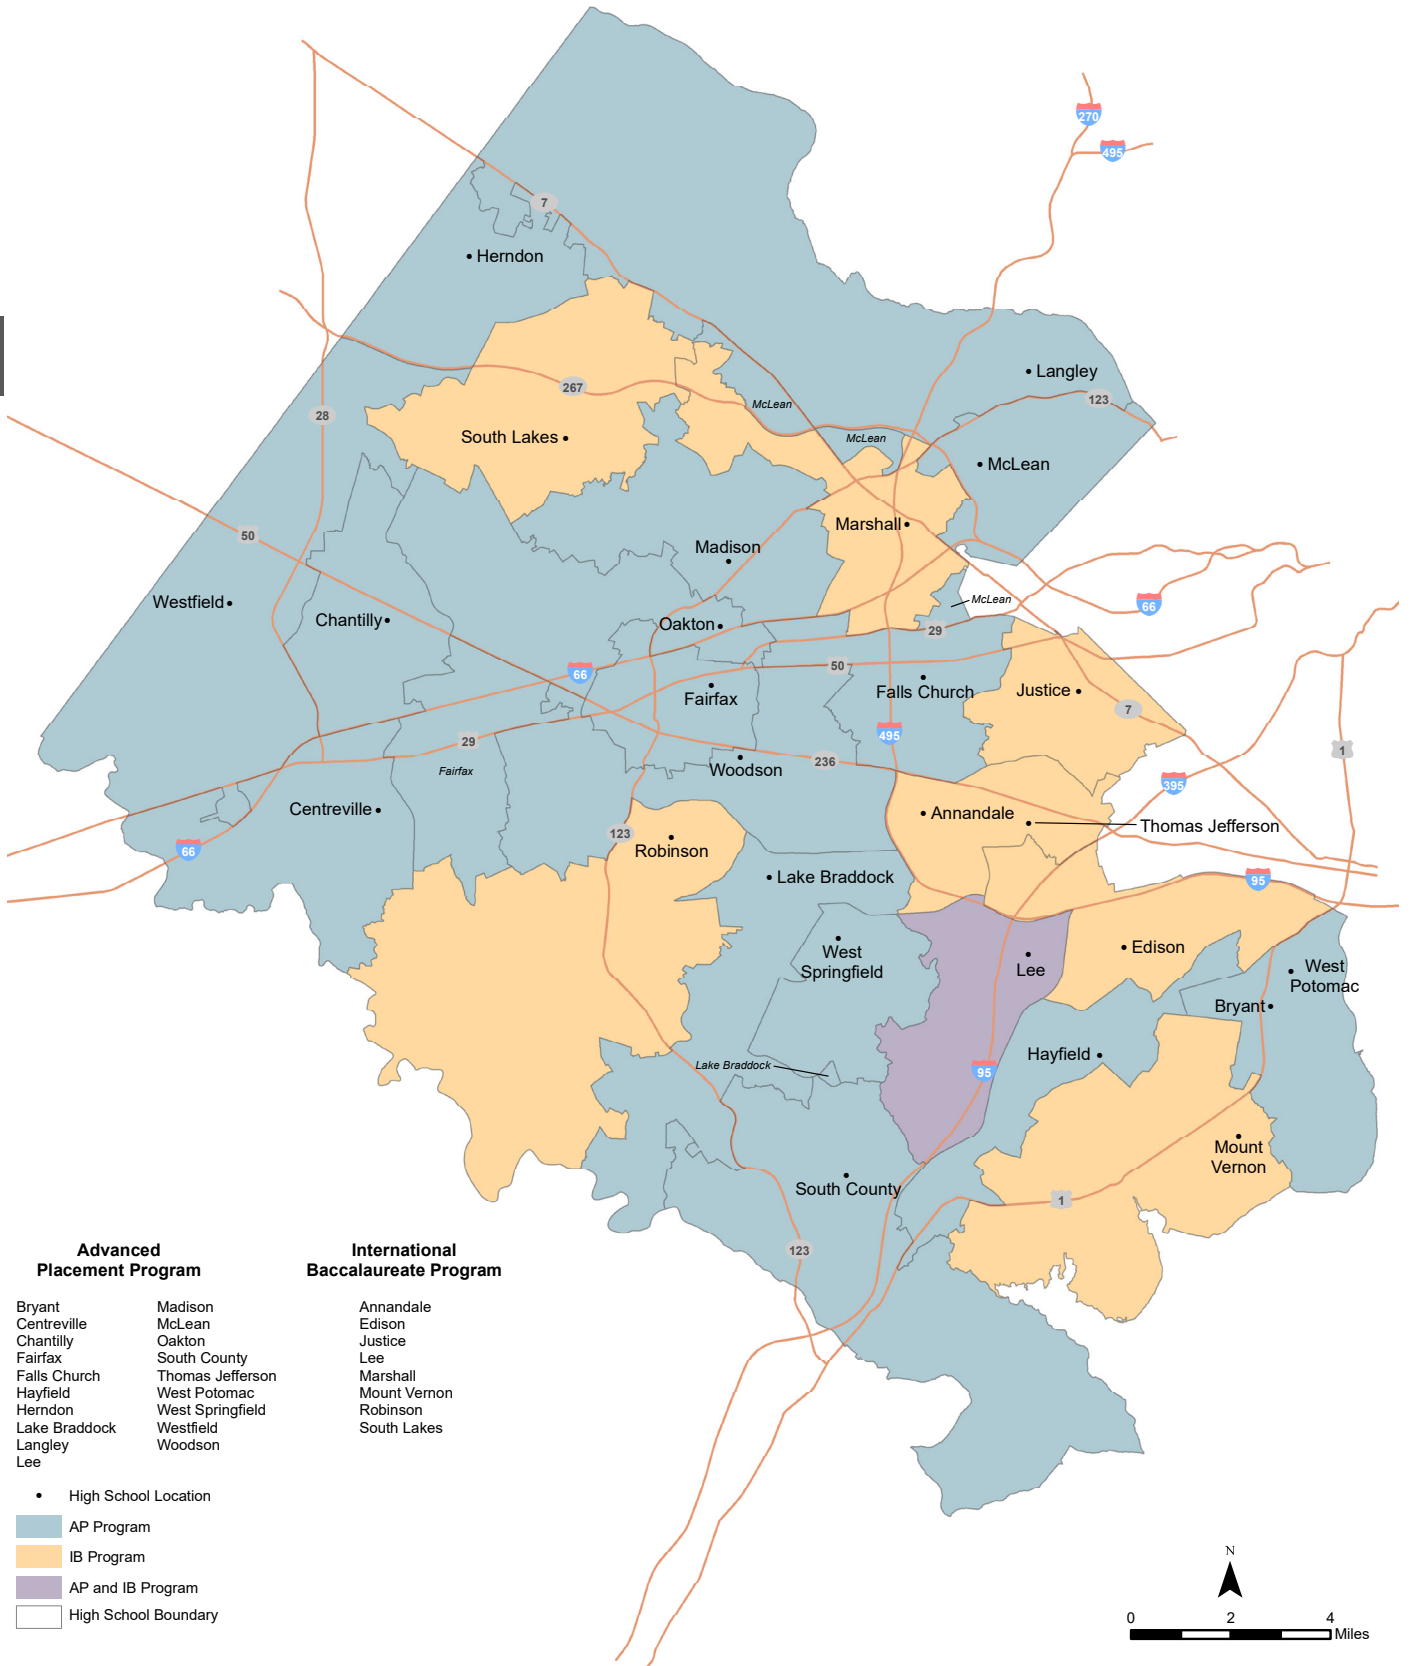 270
495
7
Herndon
Langley
123
267
McLean
28
South Lakes
McLean
McLean
Marshall
50
Madison
Westfield
Chantilly
Oakton
McLean
66
29
50
66
Fairfax
Falls Church
Justice
7
495
1
29
Fairfax
Woodson
236
395
Centreville
Annandale
Thomas Jefferson
123
Robinson
66
Lake Braddock
95
West
Springfield
Lee
Edison
West
Potomac
Bryant
Hayfield
Lake Braddock
95
Mount
Vernon
South County
1
123
Advanced
Placement Program
International
Baccalaureate Program
Bryant
Centreville
Chantilly
Fairfax
Falls Church
Hayfield
Herndon
Lake Braddock
Langley
Lee
Madison
McLean
Oakton
South County
Thomas Jefferson
West Potomac
West Springfield
Westfield
Woodson
Annandale
Edison
Justice
Lee
Marshall
Mount Vernon
Robinson
South Lakes
High School Location
AP Program
IB Program
AP and IB Program
High School Boundary
N
0 2 4
Miles